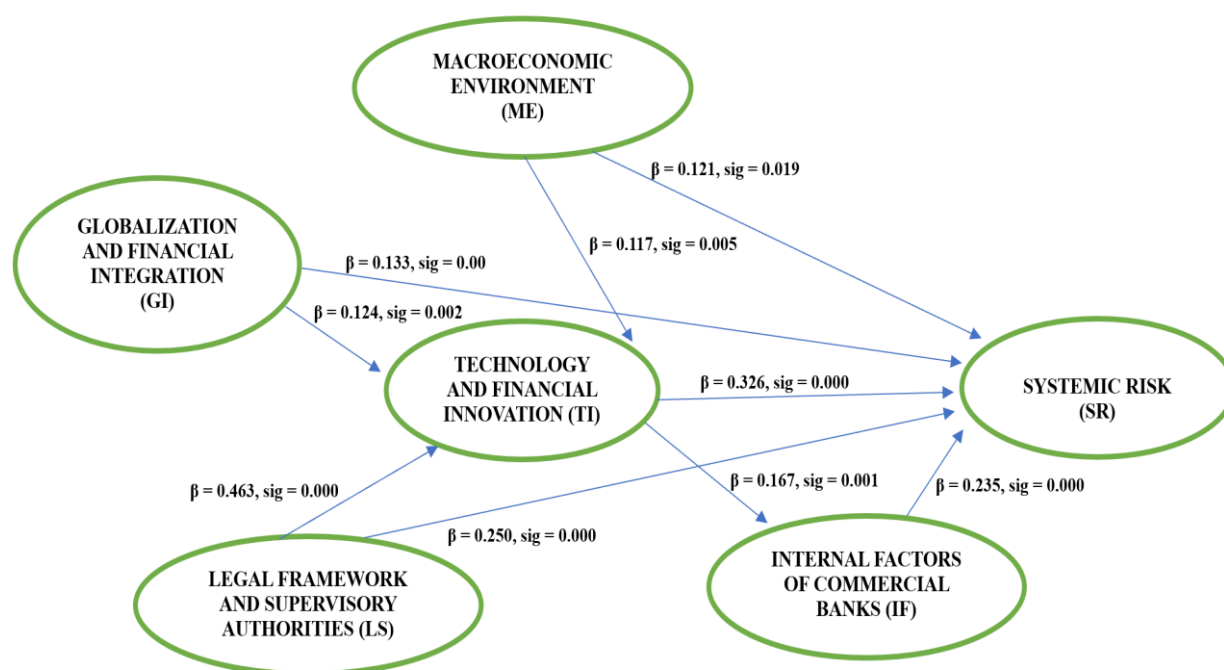 MACROECONOMIC
ENVIRONMENT
(ME)
β = 0.121, sig = 0.019
GLOBALIZATION
AND FINANCIAL
INTEGRATION
(GI)
β = 0.117, sig = 0.005
β = 0.133, sig = 0.00
β = 0.124, sig = 0.002
TECHNOLOGY
AND FINANCIAL
INNOVATION (TI)
β = 0.326, sig = 0.000
SYSTEMIC RISK
(SR)
β = 0.463, sig = 0.000
β = 0.167, sig = 0.001
β = 0.235, sig = 0.000
β = 0.250, sig = 0.000
LEGAL FRAMEWORK
AND SUPERVISORY
AUTHORITIES (LS)
INTERNAL FACTORS
OF COMMERCIAL
BANKS (IF)